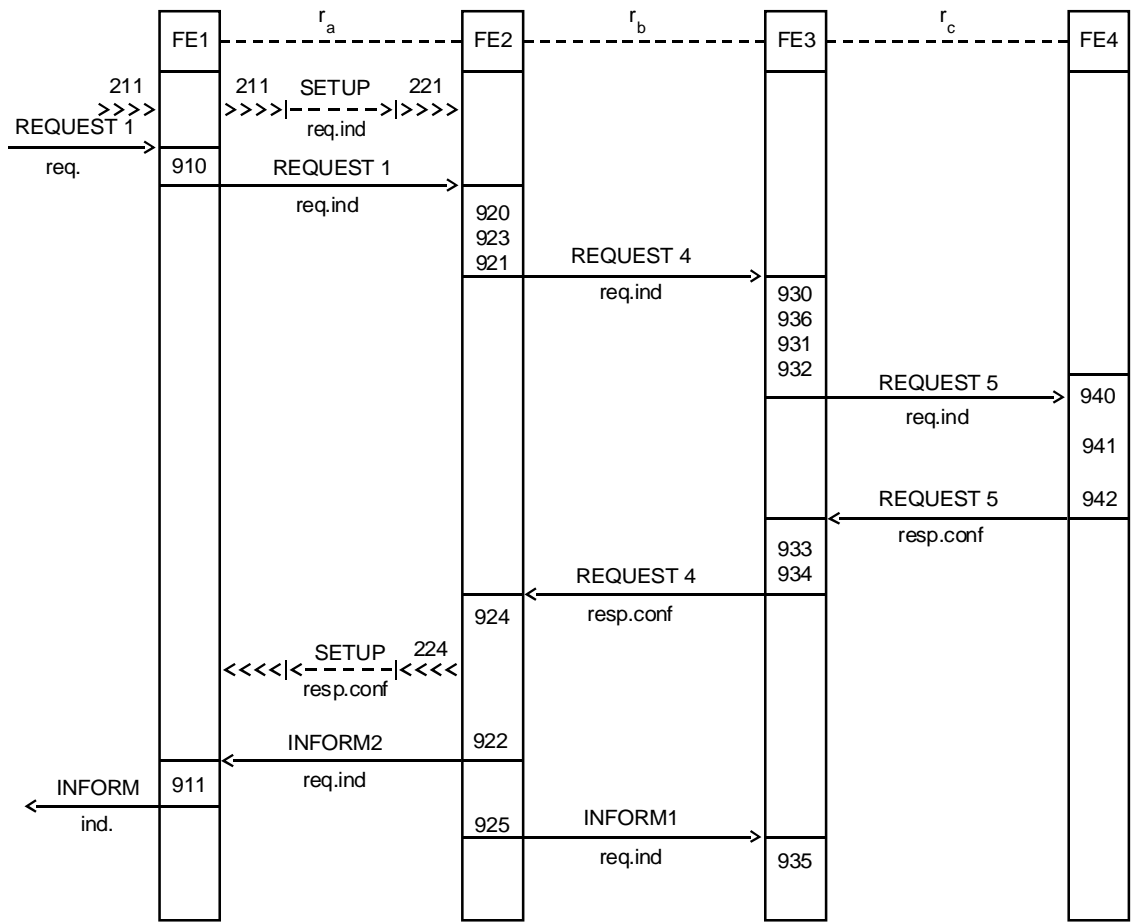 r_a r_b r_c
FE1 FE2 FE3 FE4
211 211 SETUP 221
req.ind
REQUEST 1
req. 910 REQUEST 1
req.ind
920
923
921 REQUEST 4
req.ind 930
936
931
932 REQUEST 5
req.ind 940
941
REQUEST 5 942
resp.conf
933
REQUEST 4 934
924 resp.conf
SETUP 224
resp.conf
INFORM2 922
req.ind
INFORM 911
ind.
925 INFORM1
req.ind 935